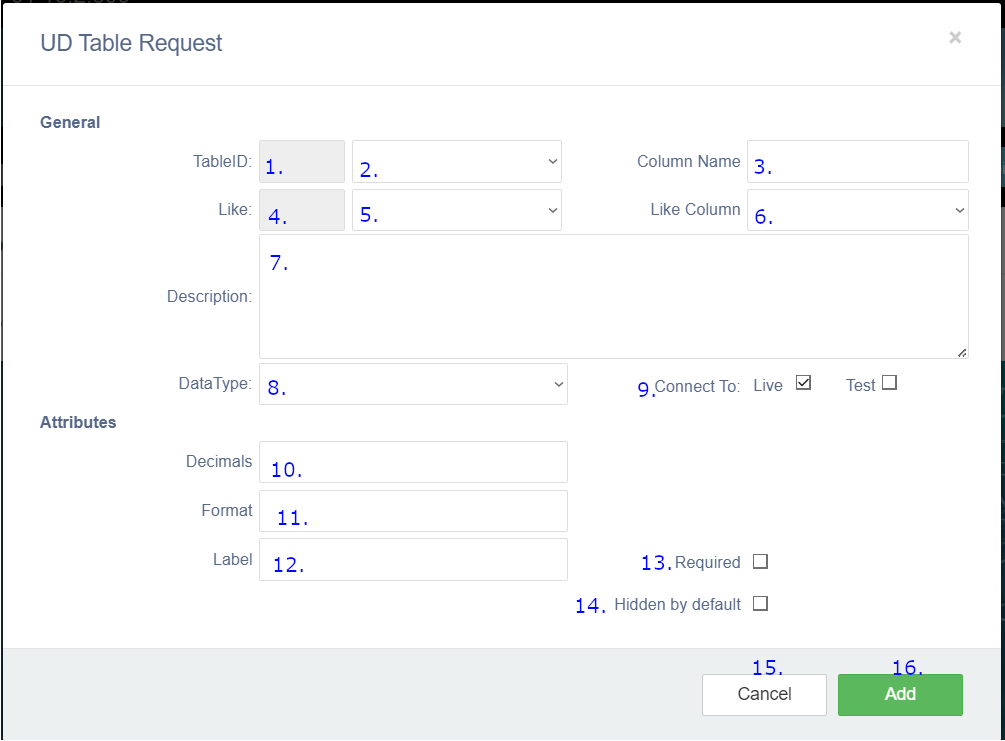 UD Table Request ×
General
TableID: 1. 2. Column Name 3.
Like: 4. 5. Like Column 6.
7.
Description:
DataType: 8. 9. Connect To: Live Test
Attributes
Decimals 10.
Format 11.
Label 12. 13. Required
14. Hidden by default
15. 16.
Cancel Add